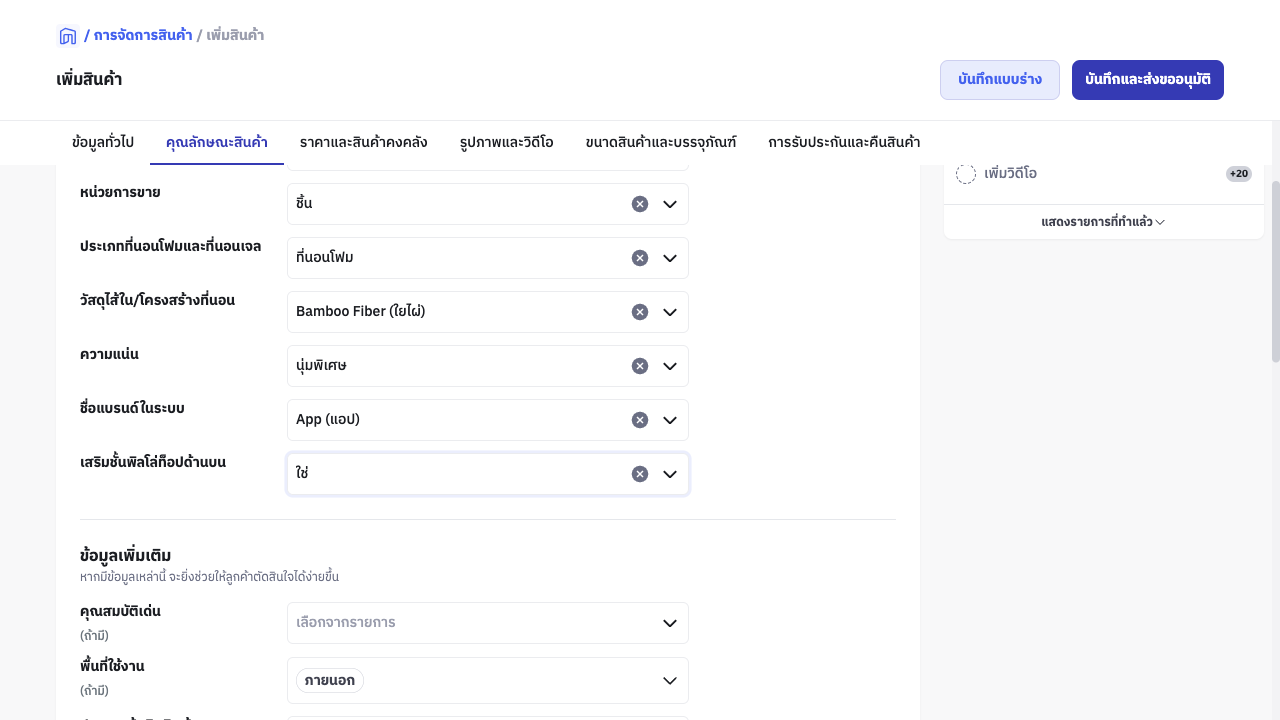 / การจัดการสินค้า / เพิ่มสินค้า
เพิ่มสินค้า
บันทึกแบบร่าง
บันทึกและส่งขออนุมัติ
ข้อมูลทั่วไป
คุณลักษณะสินค้า
ราคาและสินค้าคงคลัง
รูปภาพและวิดีโอ
ขนาดสินค้าและบรรจุภัณฑ์
การรับประกันและคืนสินค้า
เพิ่มวิดีโอ
+20
แสดงรายการที่ทำแล้ว
หน่วยการขาย
ชิ้น
ประเภทที่นอนโฟมและที่นอนเจล
ที่นอนโฟม
วัสดุไส้ใน/โครงสร้างที่นอน
Bamboo Fiber (ใยไผ่)
ความแน่น
นุ่มพิเศษ
ชื่อแบรนด์ในระบบ
App (แอป)
เสริมชั้นพิลโล่ท็อปด้านบน
ใช่
ข้อมูลเพิ่มเติม
หากมีข้อมูลเหล่านี้ จะยิ่งช่วยให้ลูกค้าตัดสินใจได้ง่ายขึ้น
คุณสมบัติเด่น
(ถ้ามี)
เลือกจากรายการ
พื้นที่ใช้งาน
(ถ้ามี)
ภายนอก